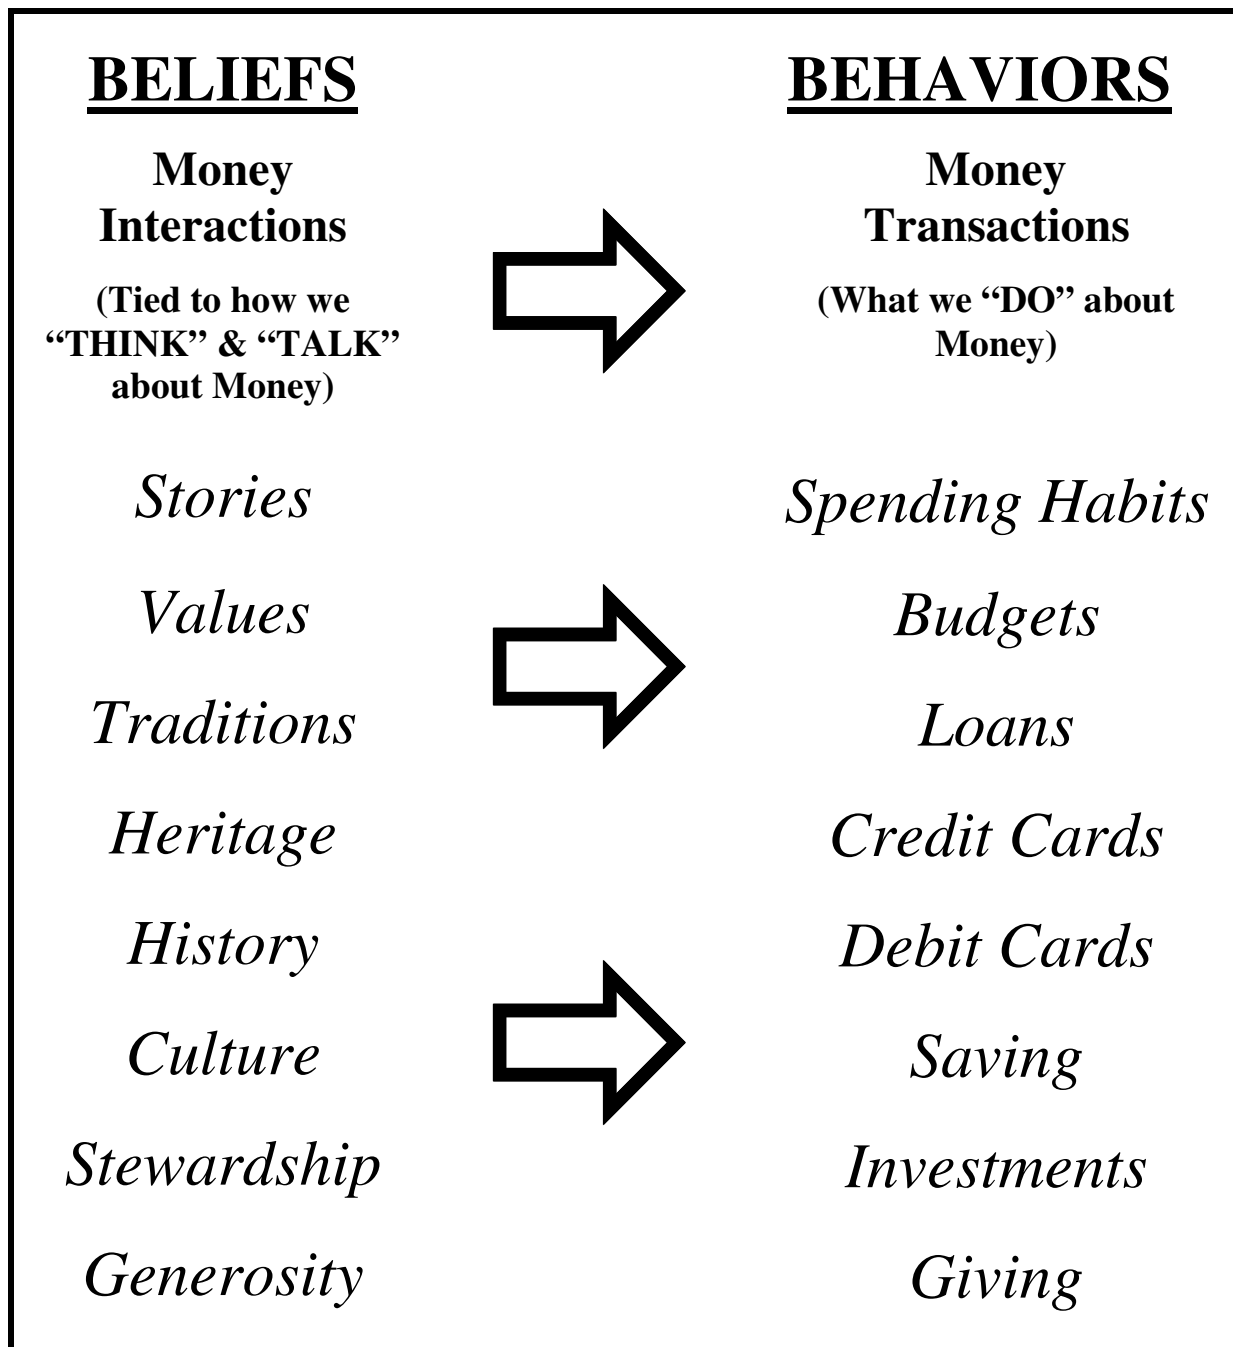 BELIEFS
Money
Interactions
(Tied to how we
“THINK” & “TALK”
about Money)
Stories
Values
Traditions
Heritage
History
Culture
Stewardship
Generosity
BEHAVIORS
Money
Transactions
(What we “DO” about
Money)
Spending Habits
Budgets
Loans
Credit Cards
Debit Cards
Saving
Investments
Giving